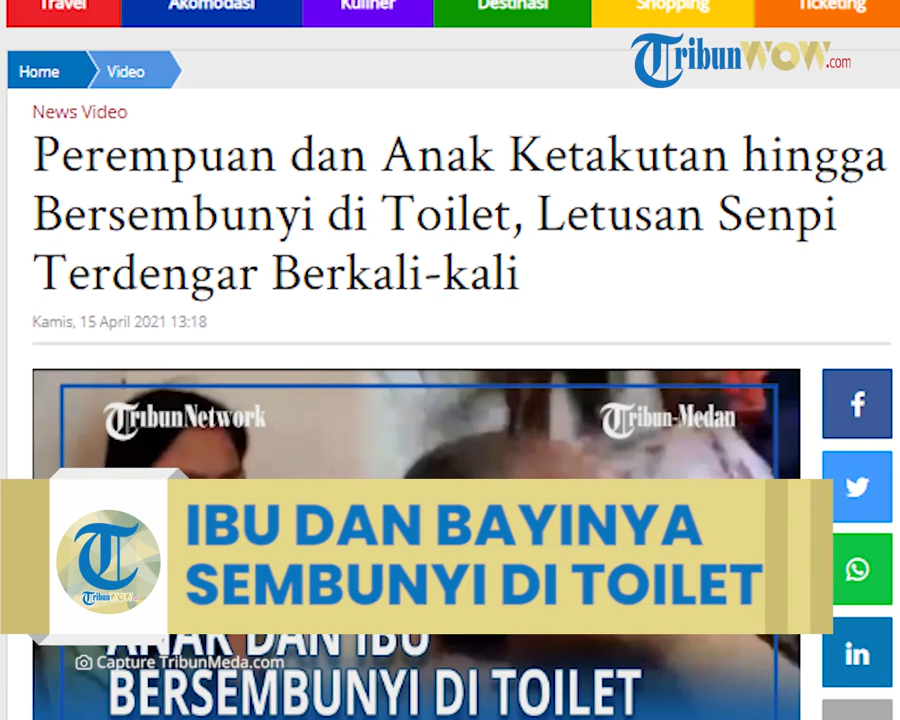 Travel
Akomodasi
Kuliner
Destinasi
Shopping
Ticketing
TribunWOW.com
Home
Video
News Video
Perempuan dan Anak Ketakutan hingga
Bersembunyi di Toilet, Letusan Senpi
Terdengar Berkali-kali
Kamis, 15 April 2021 13:18
TribunNetwork
Tribun-Medan
f
T
TribunWOW
IBU DAN BAYINYA
SEMBUNYI DI TOILET
in
ANAK DAN IBU
Capture TribunMeda.com
BERSEMBUNYI DI TOILET